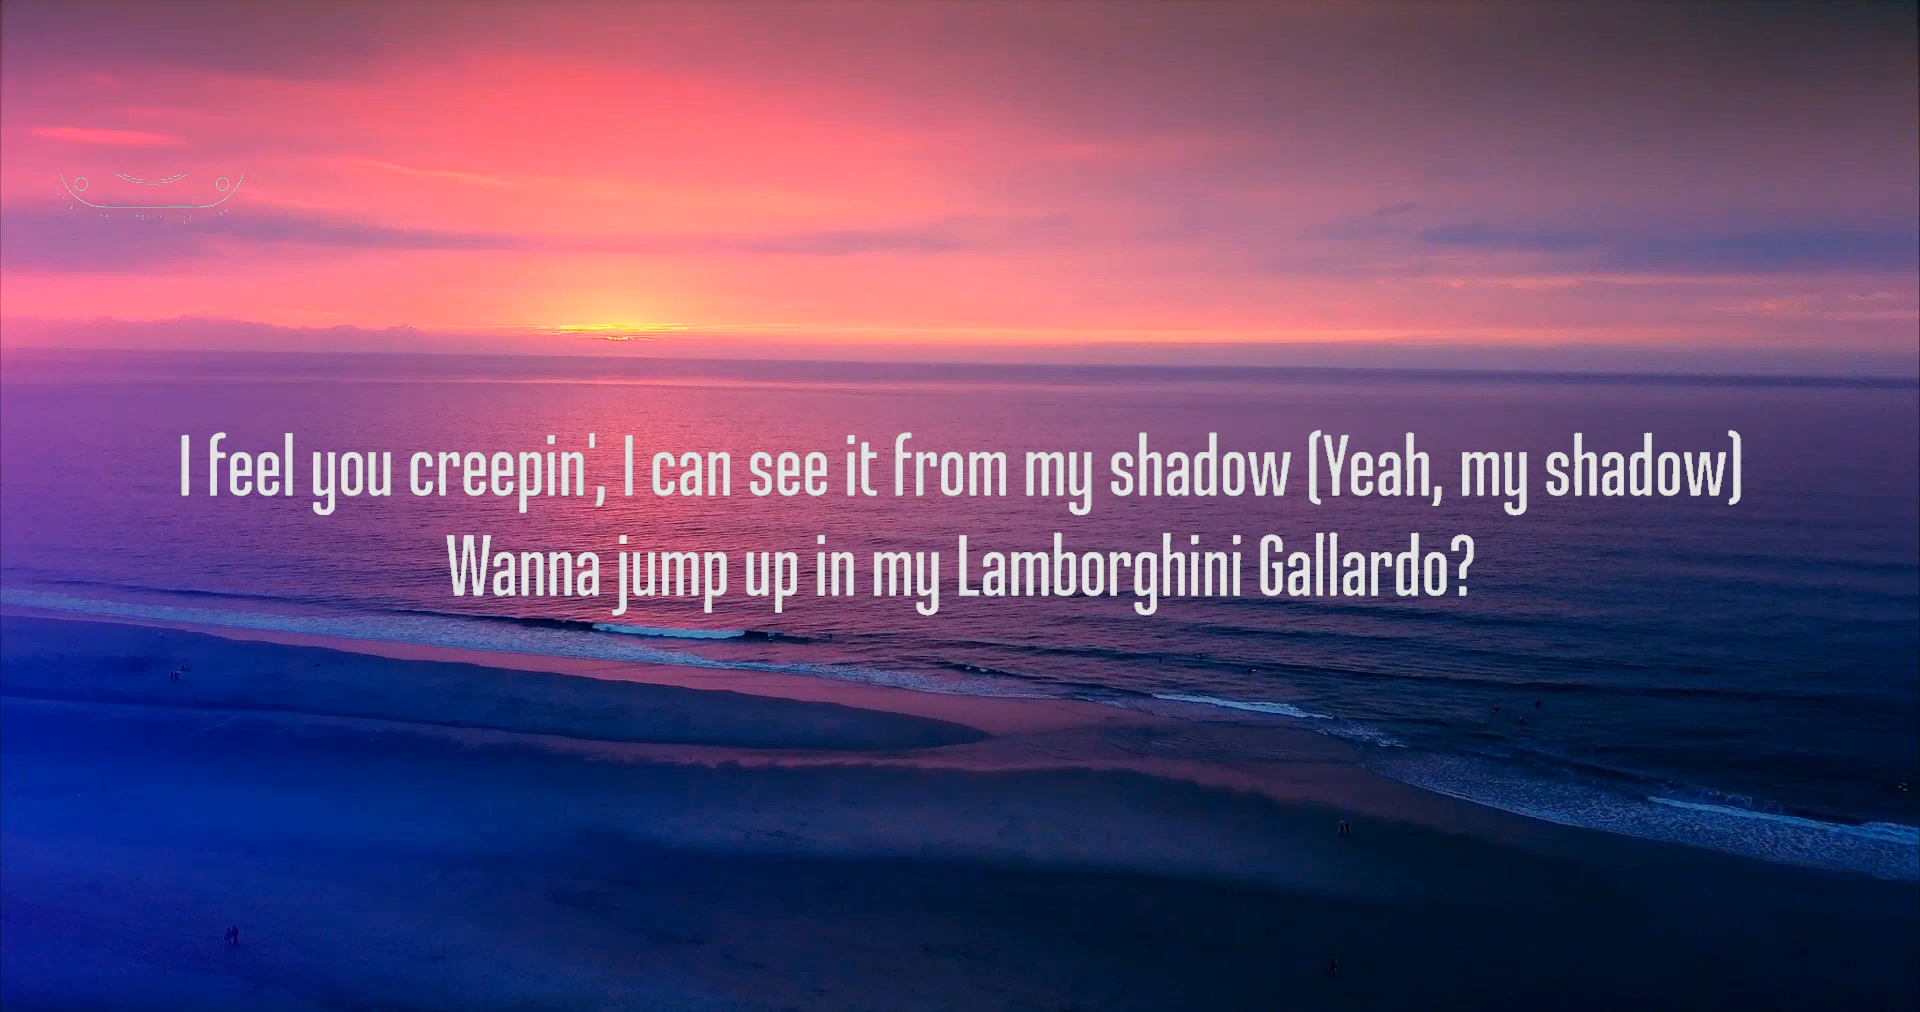 I feel you creepin', I can see it from my shadow (Yeah, my shadow)
Wanna jump up in my Lamborghini Gallardo?